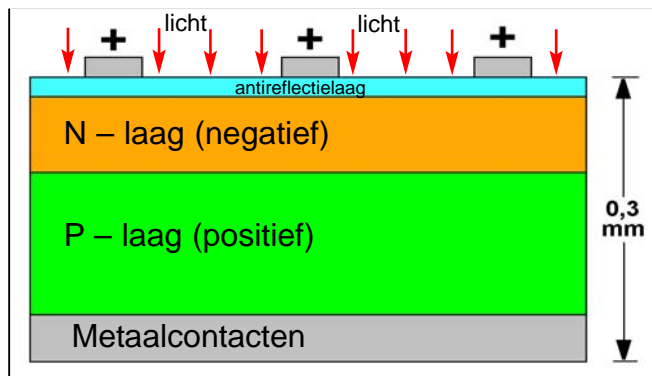 licht licht
+ + +
antireflectielaag
N – laag (negatief)
P – laag (positief)
0,3
mm
Metaalcontacten